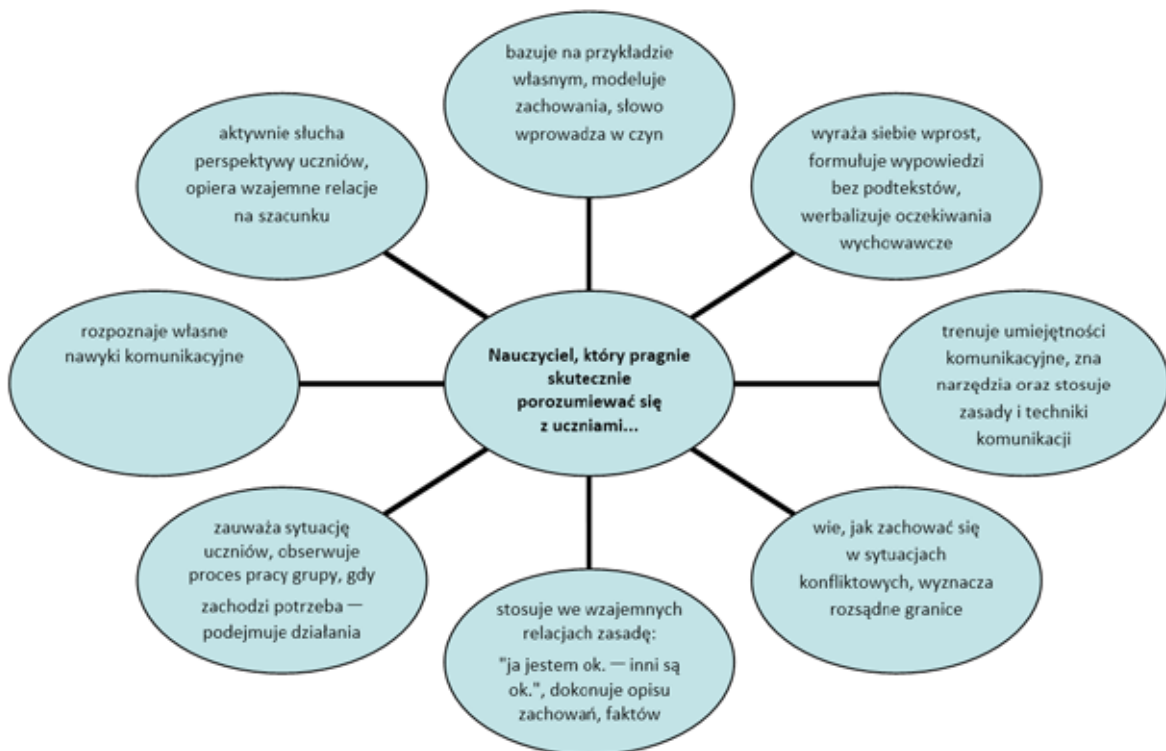 bazuje na przykładzie
własnym, modeluje
zachowania, słowo
wprowadza w czyn
aktywnie słucha
perspektywy uczniów,
opiera wzajemne relacje
na szacunku
wyraża siebie wprost,
formułuje wypowiedzi
bez podtekstów,
werbalizuje oczekiwania
wychowawcze
rozpoznaje własne
nawyki komunikacyjne
Nauczyciel, który pragnie
skutecznie
porozumiewać się
z uczniami...
trenuje umiejętności
komunikacyjne, zna
narzędzia oraz stosuje
zasady i techniki
komunikacji
zauważa sytuację
uczniów, obserwuje
proces pracy grupy, gdy
zachodzi potrzeba —
podejmuje działania
stosuje we wzajemnych
relacjach zasadę:
"ja jestem ok. — inni są
ok.", dokonuje opisu
zachowań, faktów
wie, jak zachować się
w sytuacjach
konfliktowych, wyznacza
rozsądne granice